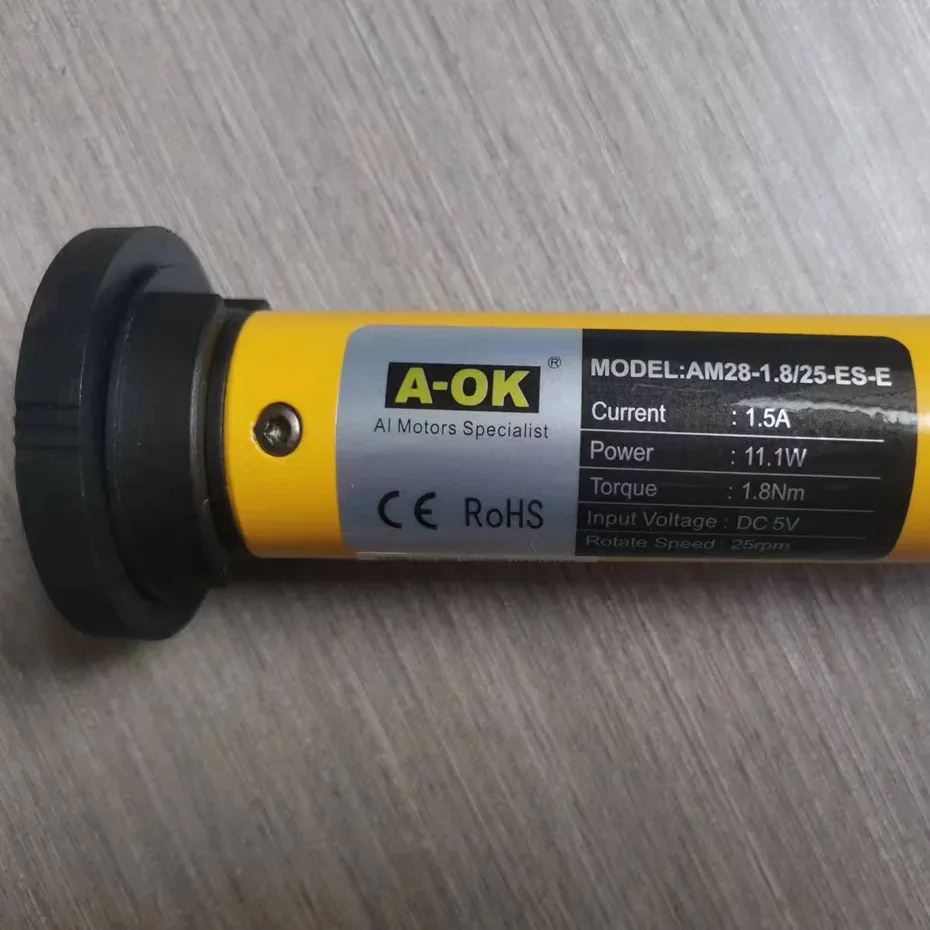 A-OK ®
AI Motors Specialist
CE RoHS
MODEL:AM28-1.8/25-ES-E
Current : 1.5A
Power : 11.1W
Torque : 1.8Nm
Input Voltage : DC 5V
Rotate Speed : 25rpm